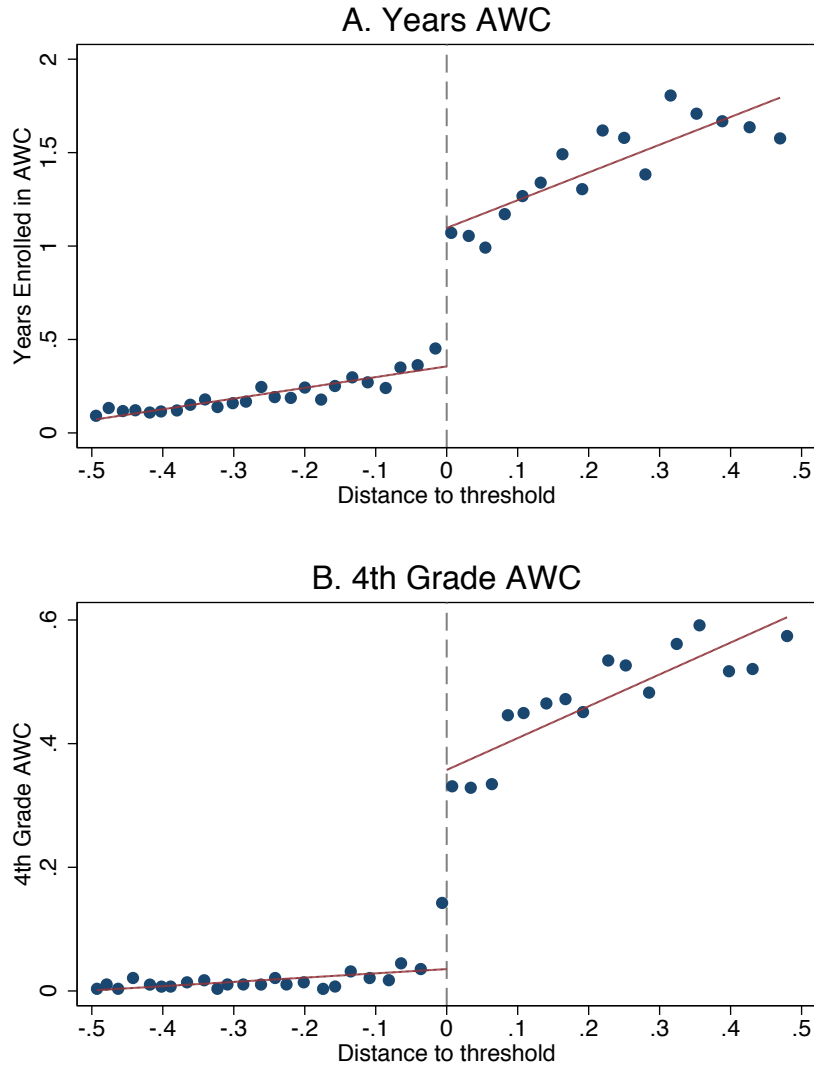 A. Years AWC
Years Enrolled in AWC
2
1.5
1
.5
0
-.5 -.4 -.3 -.2 -.1 0 .1 .2 .3 .4 .5
Distance to threshold
B. 4th Grade AWC
4th Grade AWC
.6
.4
.2
0
-.5 -.4 -.3 -.2 -.1 0 .1 .2 .3 .4 .5
Distance to threshold